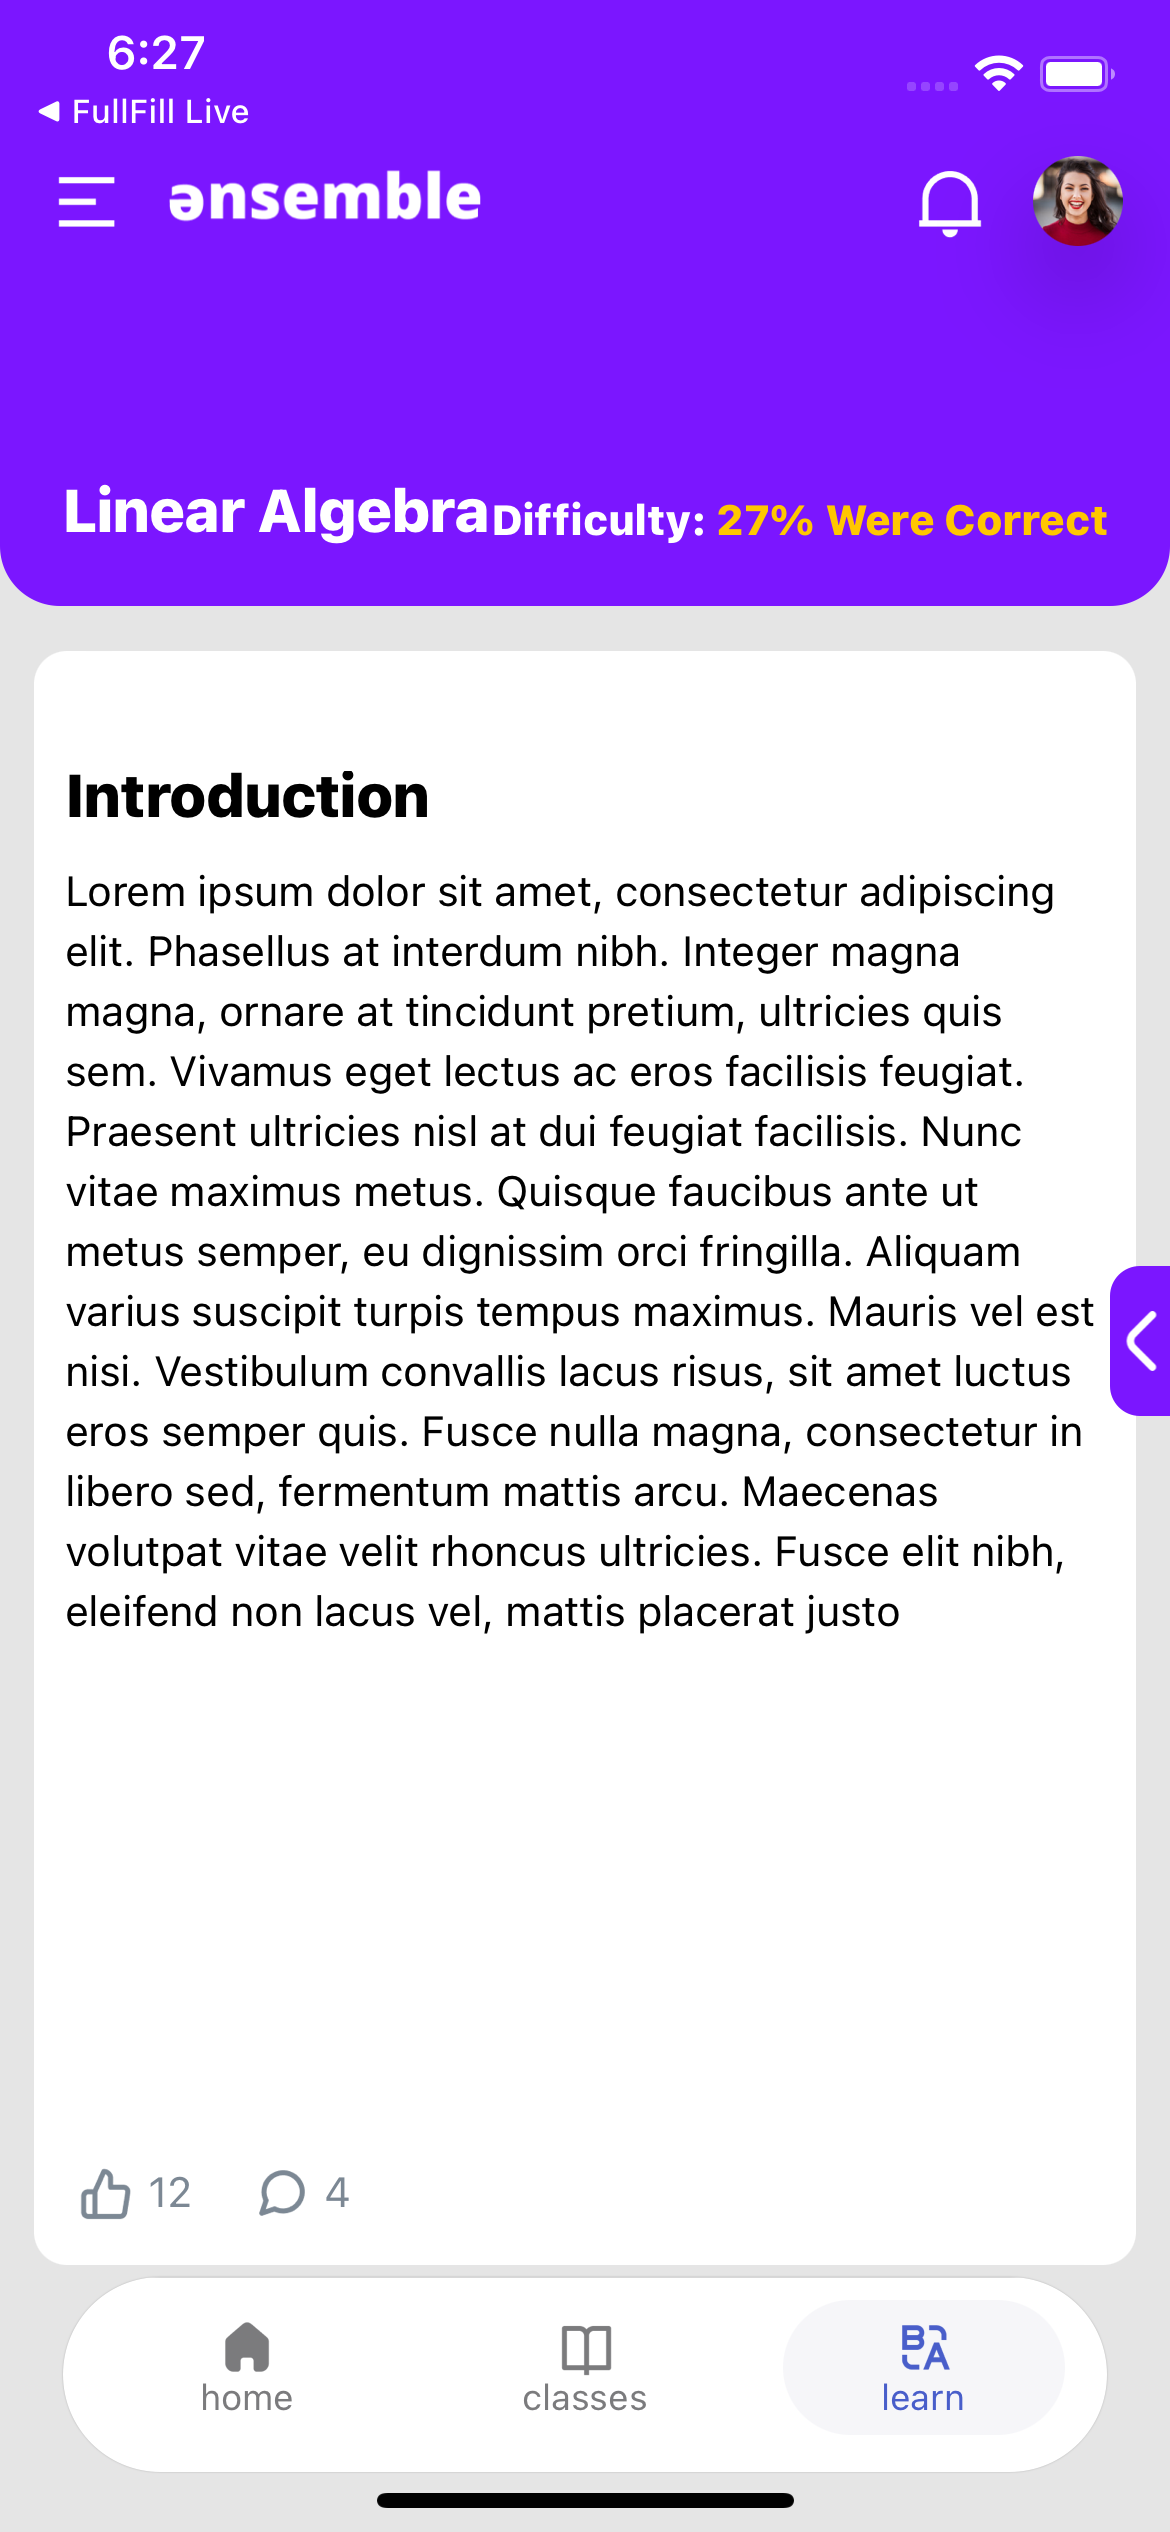 6:27
◀ FullFill Live
ənsemble
Linear Algebra Difficulty: 27% Were Correct
Introduction
Lorem ipsum dolor sit amet, consectetur adipiscing
elit. Phasellus at interdum nibh. Integer magna
magna, ornare at tincidunt pretium, ultricies quis
sem. Vivamus eget lectus ac eros facilisis feugiat.
Praesent ultricies nisl at dui feugiat facilisis. Nunc
vitae maximus metus. Quisque faucibus ante ut
metus semper, eu dignissim orci fringilla. Aliquam
varius suscipit turpis tempus maximus. Mauris vel est
nisi. Vestibulum convallis lacus risus, sit amet luctus
eros semper quis. Fusce nulla magna, consectetur in
libero sed, fermentum mattis arcu. Maecenas
volutpat vitae velit rhoncus ultricies. Fusce elit nibh,
eleifend non lacus vel, mattis placerat justo
12 4
home classes learn